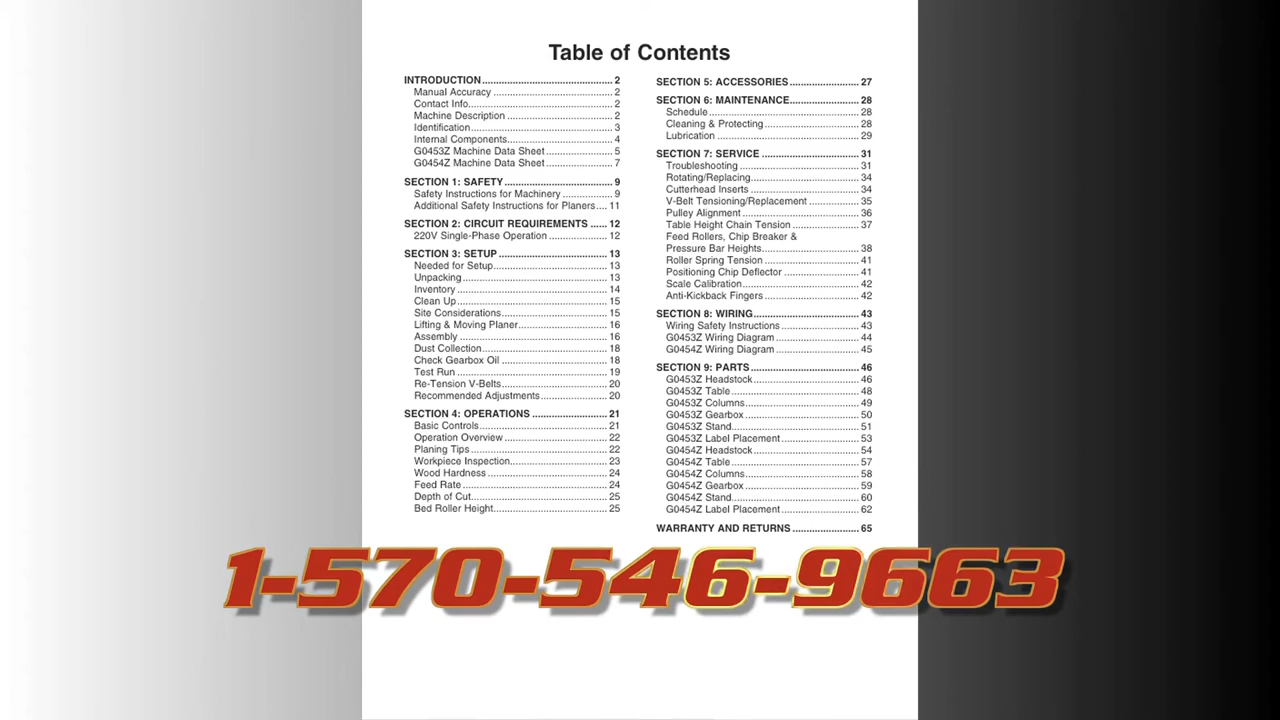 Table of Contents
INTRODUCTION............................................ 2
Manual Accuracy ......................................... 2
Contact Info................................................ 2
Machine Description .................................... 2
Identification................................................ 3
Internal Components.................................... 4
G0453Z Machine Data Sheet ....................... 5
G0454Z Machine Data Sheet ....................... 7
SECTION 1: SAFETY .................................... 9
Safety Instructions for Machinery ................. 9
Additional Safety Instructions for Planers.... 11
SECTION 2: CIRCUIT REQUIREMENTS ...... 12
220V Single-Phase Operation .................... 12
SECTION 3: SETUP .................................... 13
Needed for Setup....................................... 13
Unpacking ................................................. 13
Inventory ................................................... 14
Clean Up ................................................... 15
Site Considerations.................................... 15
Lifting & Moving Planer............................... 16
Assembly ................................................... 16
Dust Collection........................................... 18
Check Gearbox Oil ..................................... 18
Test Run .................................................... 19
Re-Tension V-Belts..................................... 20
Recommended Adjustments....................... 20
SECTION 4: OPERATIONS ......................... 21
Basic Controls............................................ 21
Operation Overview ................................... 22
Planing Tips ............................................... 22
Workpiece Inspection................................. 23
Wood Hardness ......................................... 24
Feed Rate .................................................. 24
Depth of Cut............................................... 25
Bed Roller Height....................................... 25
SECTION 5: ACCESSORIES ....................... 27
SECTION 6: MAINTENANCE....................... 28
Schedule ................................................... 28
Cleaning & Protecting ................................ 28
Lubrication ................................................. 29
SECTION 7: SERVICE ................................ 31
Troubleshooting ......................................... 31
Rotating/Replacing..................................... 34
Cutterhead Inserts ..................................... 34
V-Belt Tensioning/Replacement ................. 35
Pulley Alignment ........................................ 36
Table Height Chain Tension ....................... 37
Feed Rollers, Chip Breaker &
Pressure Bar Heights................................. 38
Roller Spring Tension ................................ 41
Positioning Chip Deflector ......................... 41
Scale Calibration........................................ 42
Anti-Kickback Fingers ................................ 42
SECTION 8: WIRING................................... 43
Wiring Safety Instructions .......................... 43
G0453Z Wiring Diagram ............................ 44
G0454Z Wiring Diagram ............................ 45
SECTION 9: PARTS .................................... 46
G0453Z Headstock .................................... 46
G0453Z Table ............................................ 48
G0453Z Columns....................................... 49
G0453Z Gearbox ....................................... 50
G0453Z Stand............................................ 51
G0453Z Label Placement .......................... 53
G0454Z Headstock .................................... 54
G0454Z Table ............................................ 57
G0454Z Columns....................................... 58
G0454Z Gearbox ....................................... 59
G0454Z Stand............................................ 60
G0454Z Label Placement .......................... 62
WARRANTY AND RETURNS ...................... 65
1-570-546-9663